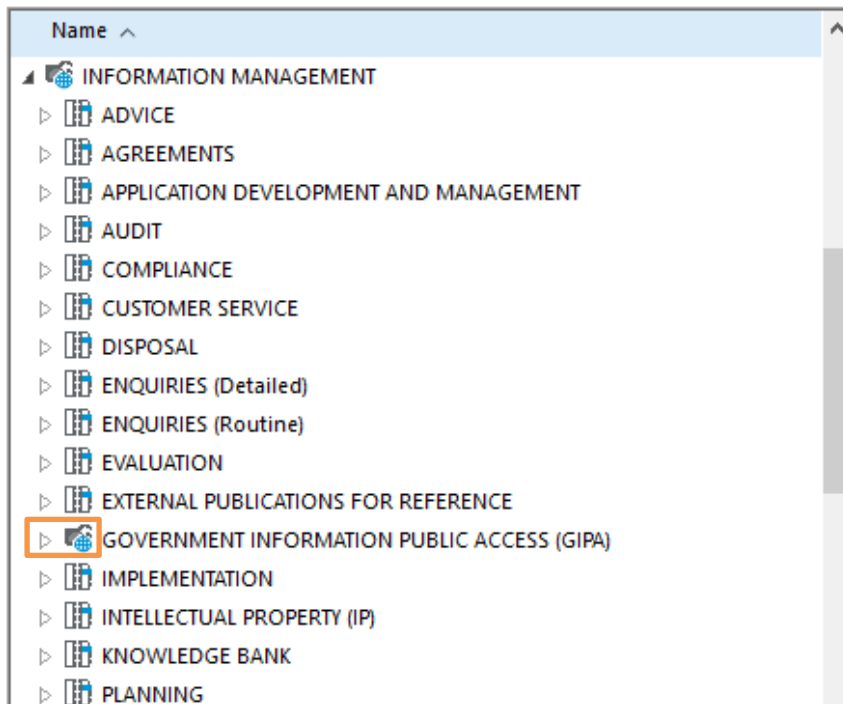 Name
INFORMATION MANAGEMENT
ADVICE
AGREEMENTS
APPLICATION DEVELOPMENT AND MANAGEMENT
AUDIT
COMPLIANCE
CUSTOMER SERVICE
DISPOSAL
ENQUIRIES (Detailed)
ENQUIRIES (Routine)
EVALUATION
EXTERNAL PUBLICATIONS FOR REFERENCE
GOVERNMENT INFORMATION PUBLIC ACCESS (GIPA)
IMPLEMENTATION
INTELLECTUAL PROPERTY (IP)
KNOWLEDGE BANK
PLANNING